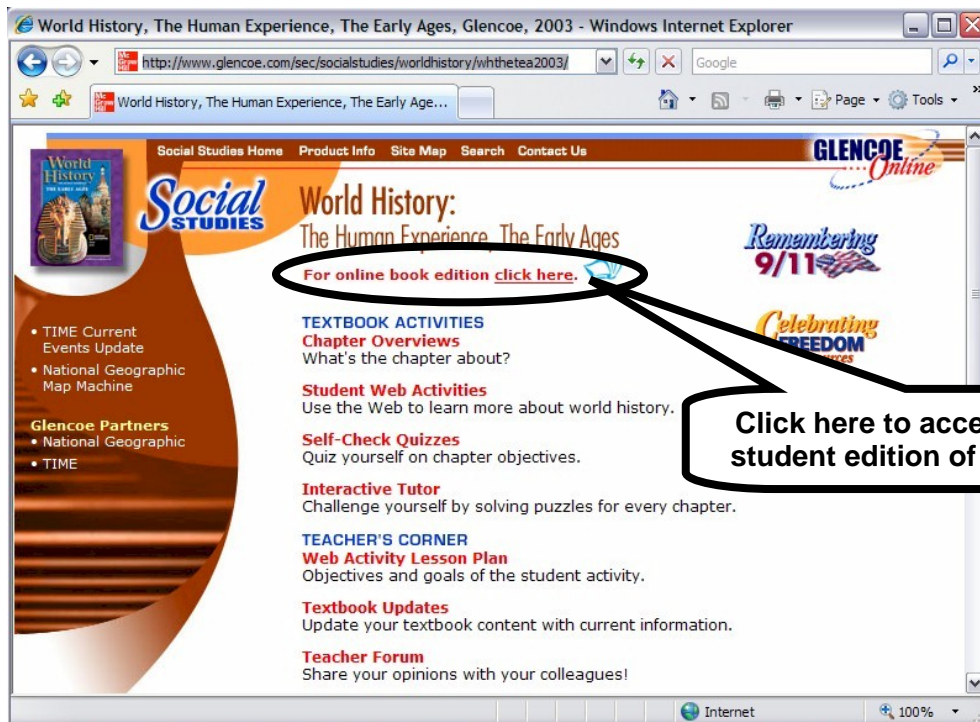 World History, The Human Experience, The Early Ages, Glencoe, 2003 - Windows Internet Explorer
http://www.glencoe.com/sec/socialstudies/worldhistory/whthetea2003/
Google
World History, The Human Experience, The Early Age...
Page
Tools
World
History
THE EARLY AGES
Social Studies Home Product Info Site Map Search Contact Us
GLENCOE
Online
Social
STUDIES
World History:
The Human Experience, The Early Ages
For online book edition click here.
Remembering
9/11
Celebrating
FREEDOM
• TIME Current
Events Update
• National Geographic
Map Machine
Glencoe Partners
• National Geographic
• TIME
TEXTBOOK ACTIVITIES
Chapter Overviews
What's the chapter about?
Student Web Activities
Use the Web to learn more about world history.
Self-Check Quizzes
Quiz yourself on chapter objectives.
Interactive Tutor
Challenge yourself by solving puzzles for every chapter.
Click here to acce
student edition of
TEACHER'S CORNER
Web Activity Lesson Plan
Objectives and goals of the student activity.
Textbook Updates
Update your textbook content with current information.
Teacher Forum
Share your opinions with your colleagues!
Internet
100%